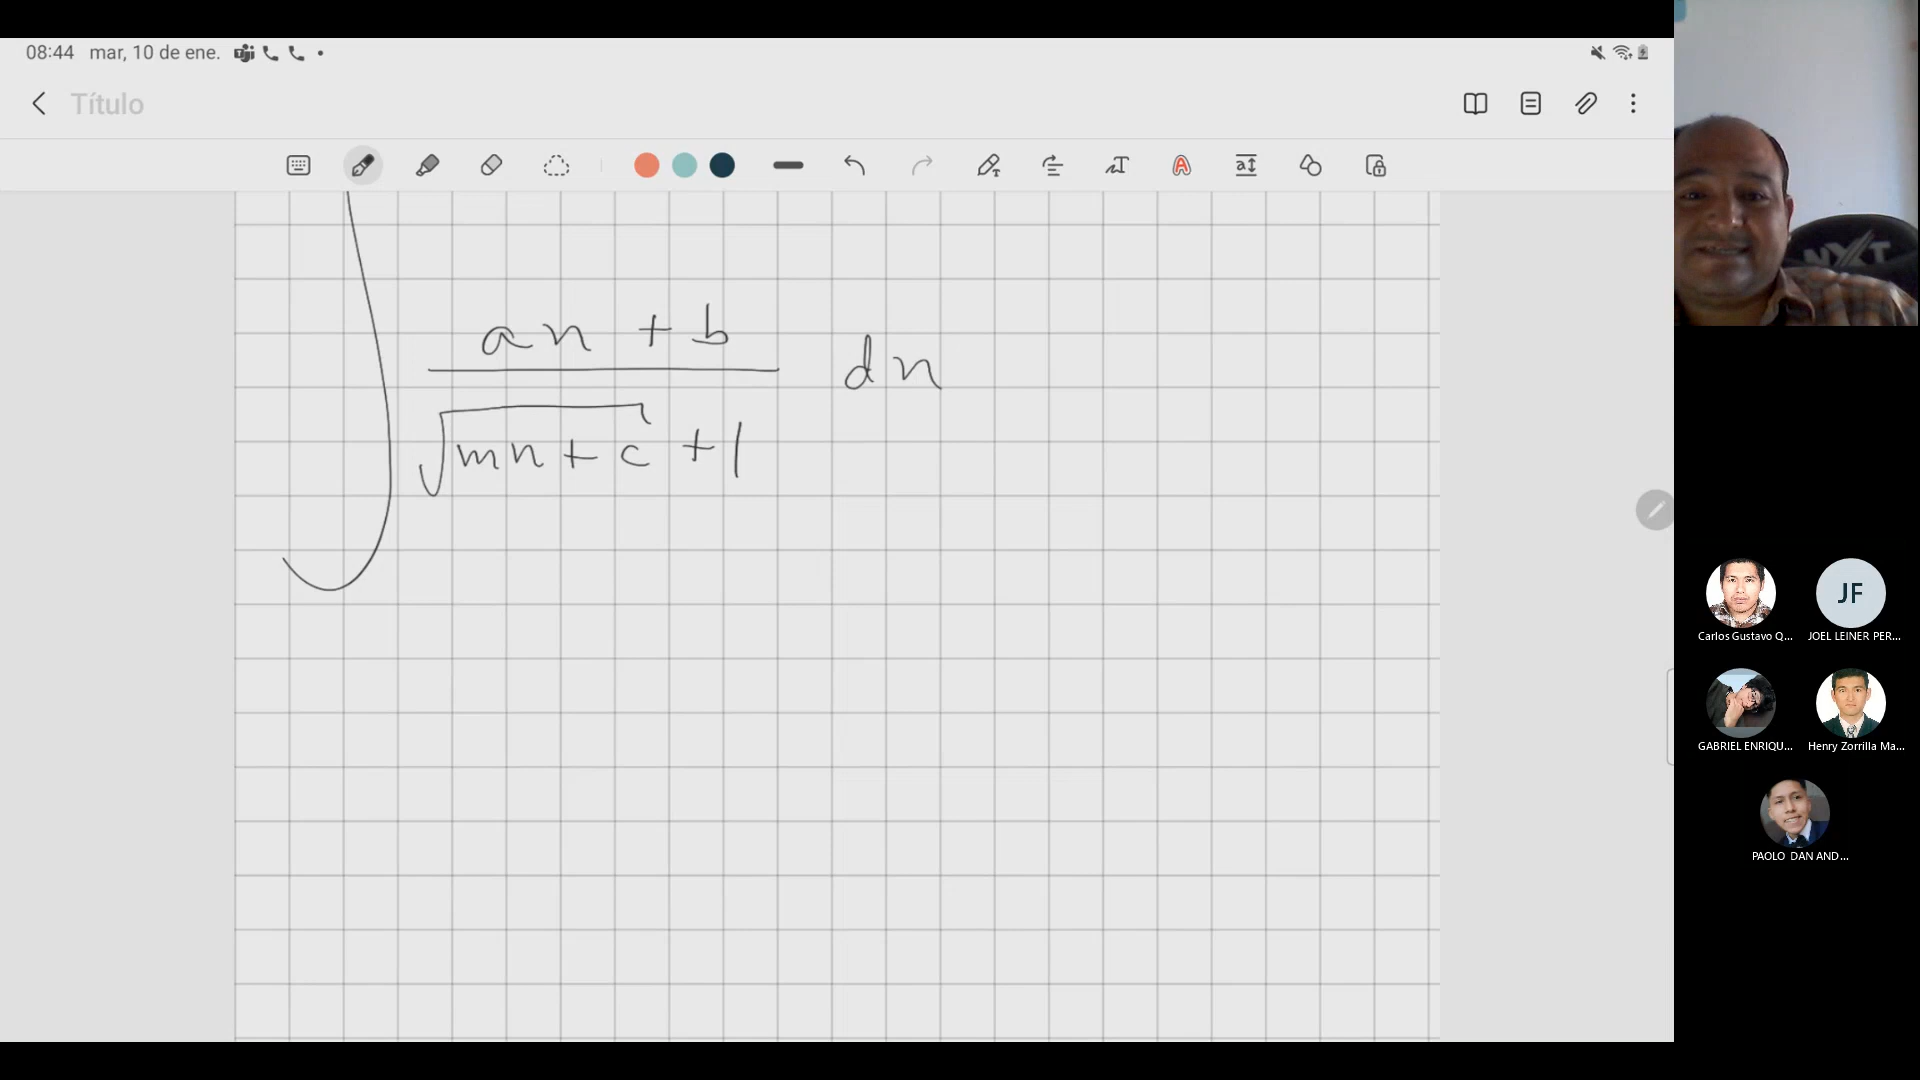 08:44 mar, 10 de ene.
Título
∫ an + b dn
√mn + c + 1
NXT
Carlos Gustavo Q... JF JOEL LEINER PER...
GABRIEL ENRIQU... Henry Zorrilla Ma...
PAOLO DAN AND...